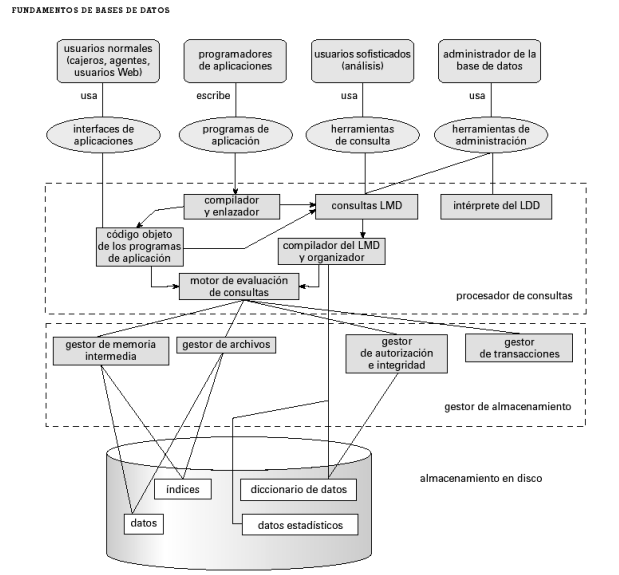 FUNDAMENTOS DE BASES DE DATOS
usuarios normales
(cajeros, agentes,
usuarios Web)
programadores
de aplicaciones
usuarios sofisticados
(análisis)
administrador de la
base de datos
usa
escribe
usa
usa
interfaces de
aplicaciones
programas de
aplicación
herramientas
de consulta
herramientas de
administración
compilador
y enlazador
consultas LMD
intérprete del LDD
código objeto
de los programas
de aplicación
compilador del LMD
y organizador
motor de evaluación
de consultas
procesador de consultas
gestor de memoria
intermedia
gestor de archivos
gestor
de autorización
e integridad
gestor
de transacciones
gestor de almacenamiento
almacenamiento en disco
índices
diccionario de datos
datos
datos estadísticos